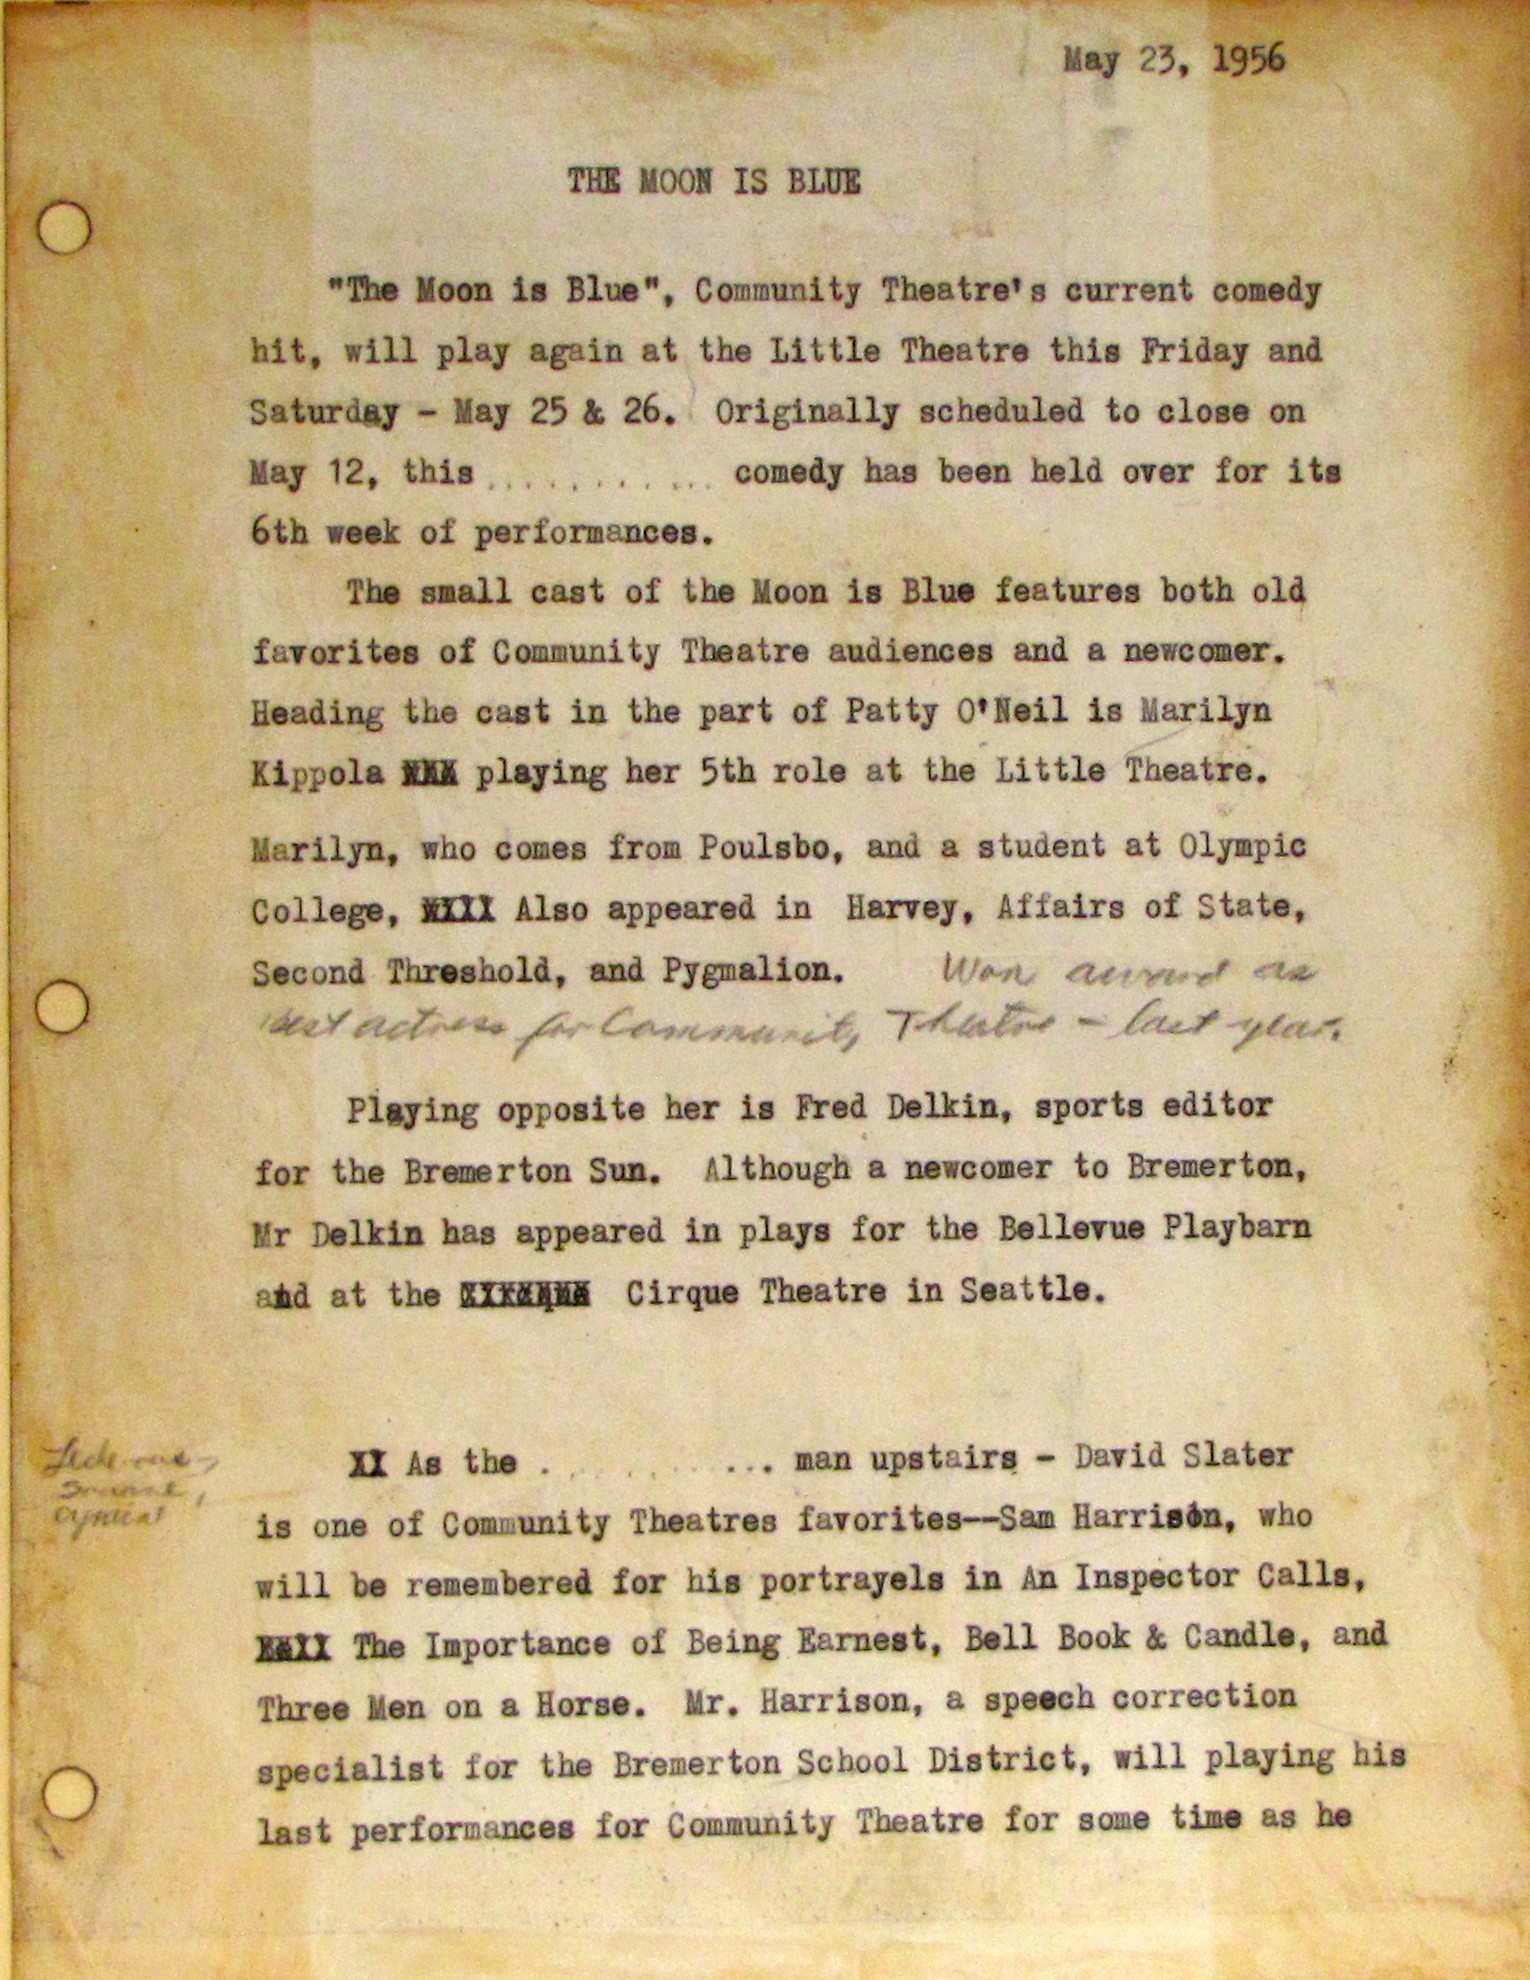 May 23, 1956
THE MOON IS BLUE
"The Moon is Blue", Community Theatre's current comedy
hit, will play again at the Little Theatre this Friday and
Saturday - May 25 & 26. Originally scheduled to close on
May 12, this ............ comedy has been held over for its
6th week of performances.
The small cast of the Moon is Blue features both old
favorites of Community Theatre audiences and a newcomer.
Heading the cast in the part of Patty O'Neil is Marilyn
Kippola playing her 5th role at the Little Theatre.
Marilyn, who comes from Poulsbo, and a student at Olympic
College, Also appeared in Harvey, Affairs of State,
Second Threshold, and Pygmalion. Won award as
best actress for Community Theatre - last year.
Playing opposite her is Fred Delkin, sports editor
for the Bremerton Sun. Although a newcomer to Bremerton,
Mr Delkin has appeared in plays for the Bellevue Playbarn
and at the Cirque Theatre in Seattle.
XX As the . ......... man upstairs - David Slater
is one of Community Theatres favorites--Sam Harrison, who
will be remembered for his portrayels in An Inspector Calls,
The Importance of Being Earnest, Bell Book & Candle, and
Three Men on a Horse. Mr. Harrison, a speech correction
specialist for the Bremerton School District, will playing his
last performances for Community Theatre for some time as he